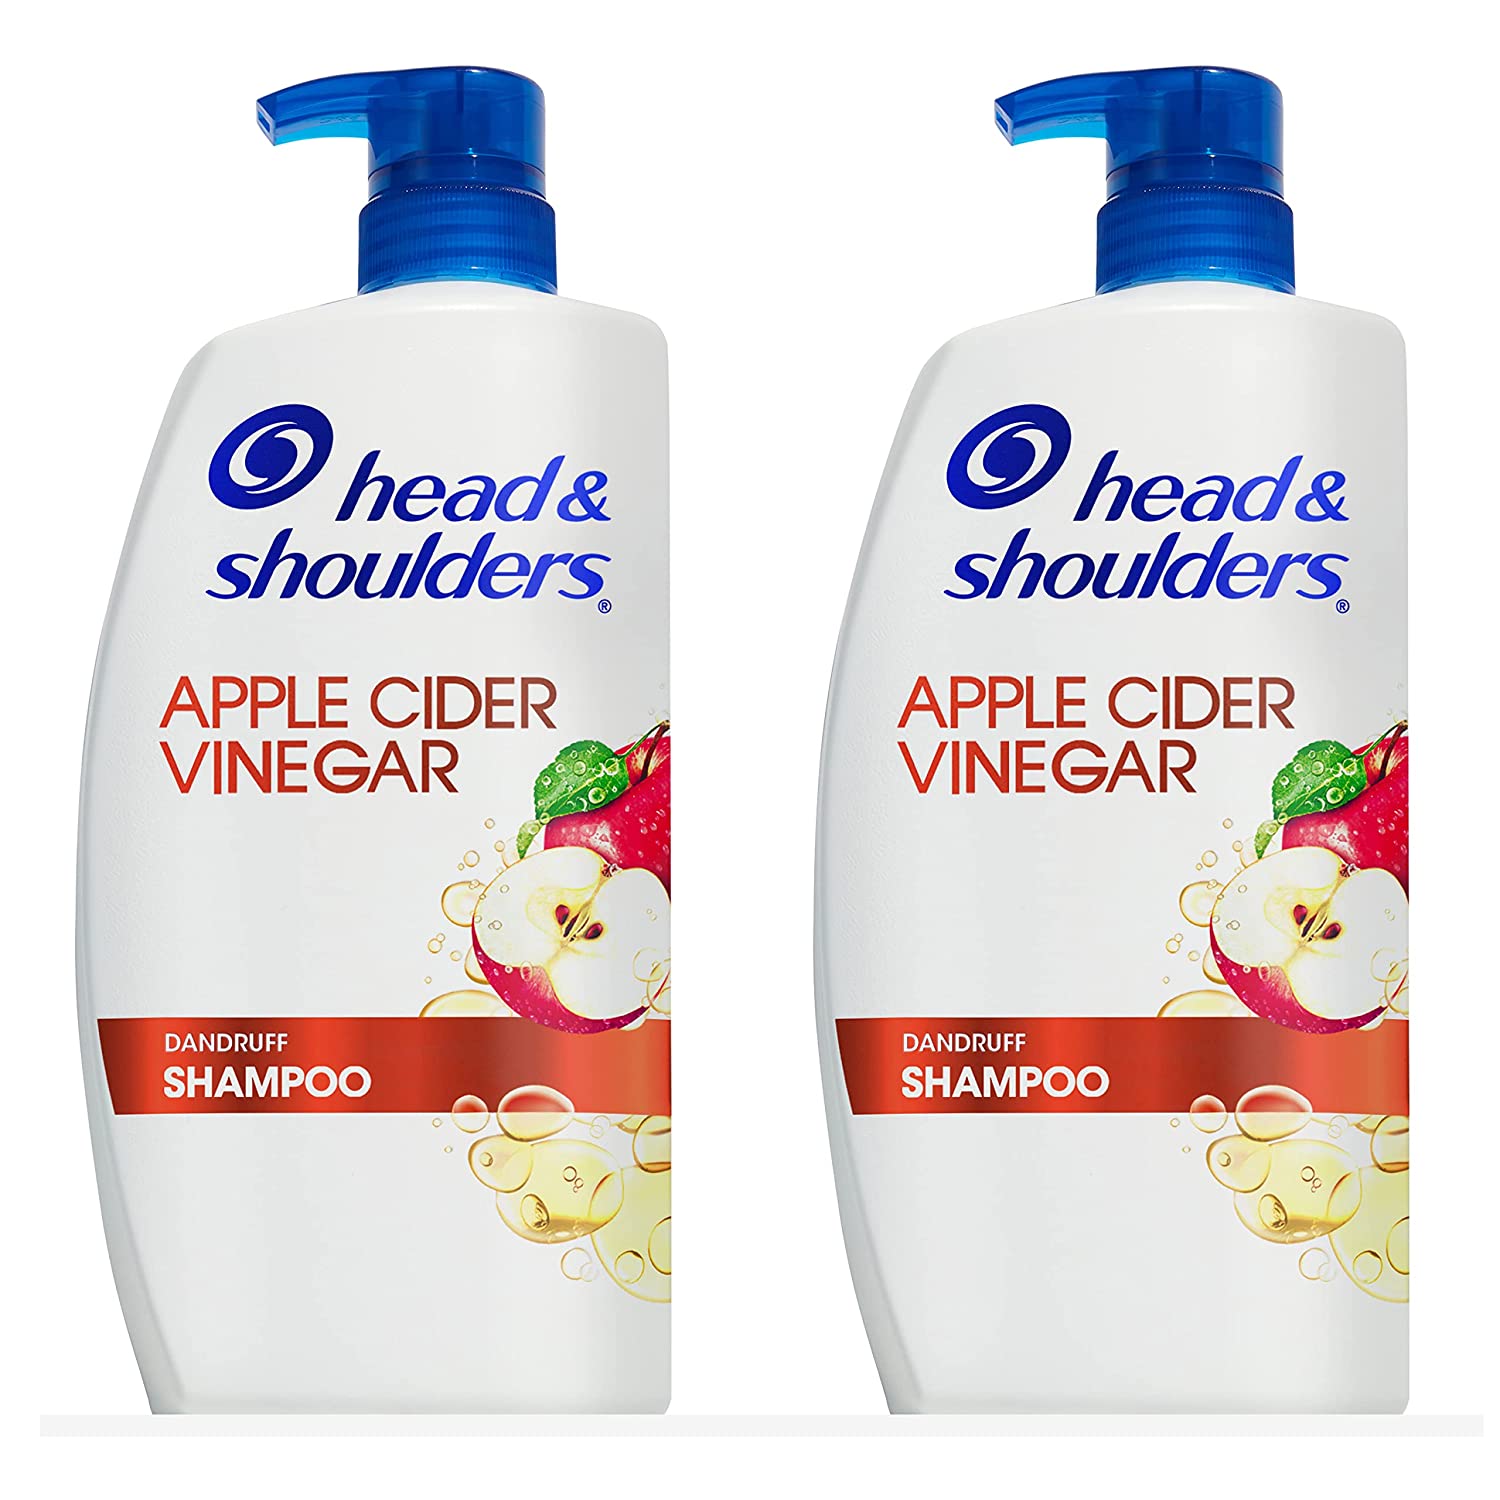 head &
shoulders®
APPLE CIDER
VINEGAR
DANDRUFF
SHAMPOO
head &
shoulders®
APPLE CIDER
VINEGAR
DANDRUFF
SHAMPOO